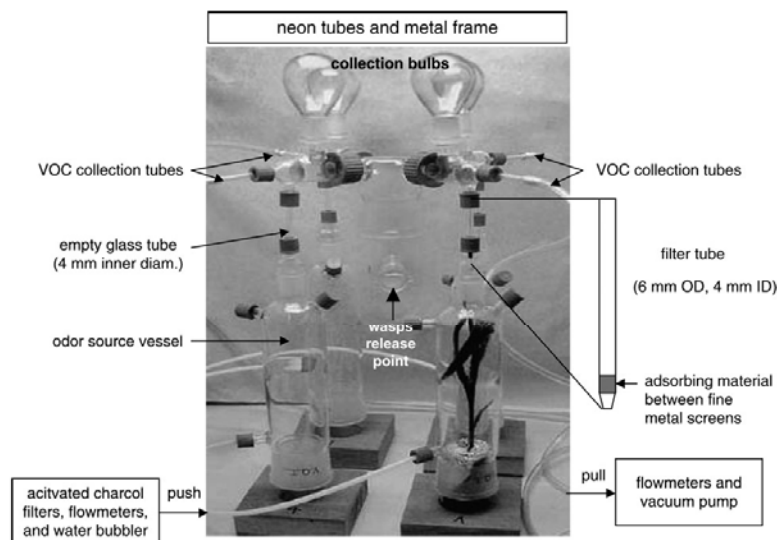 neon tubes and metal frame
collection bulbs
VOC collection tubes
VOC collection tubes
empty glass tube
(4 mm inner diam.)
filter tube
(6 mm OD, 4 mm ID)
odor source vessel
wasps
release
point
adsorbing material
between fine
metal screens
acitvated charcol
filters, flowmeters,
and water bubbler
push
pull
flowmeters and
vacuum pump